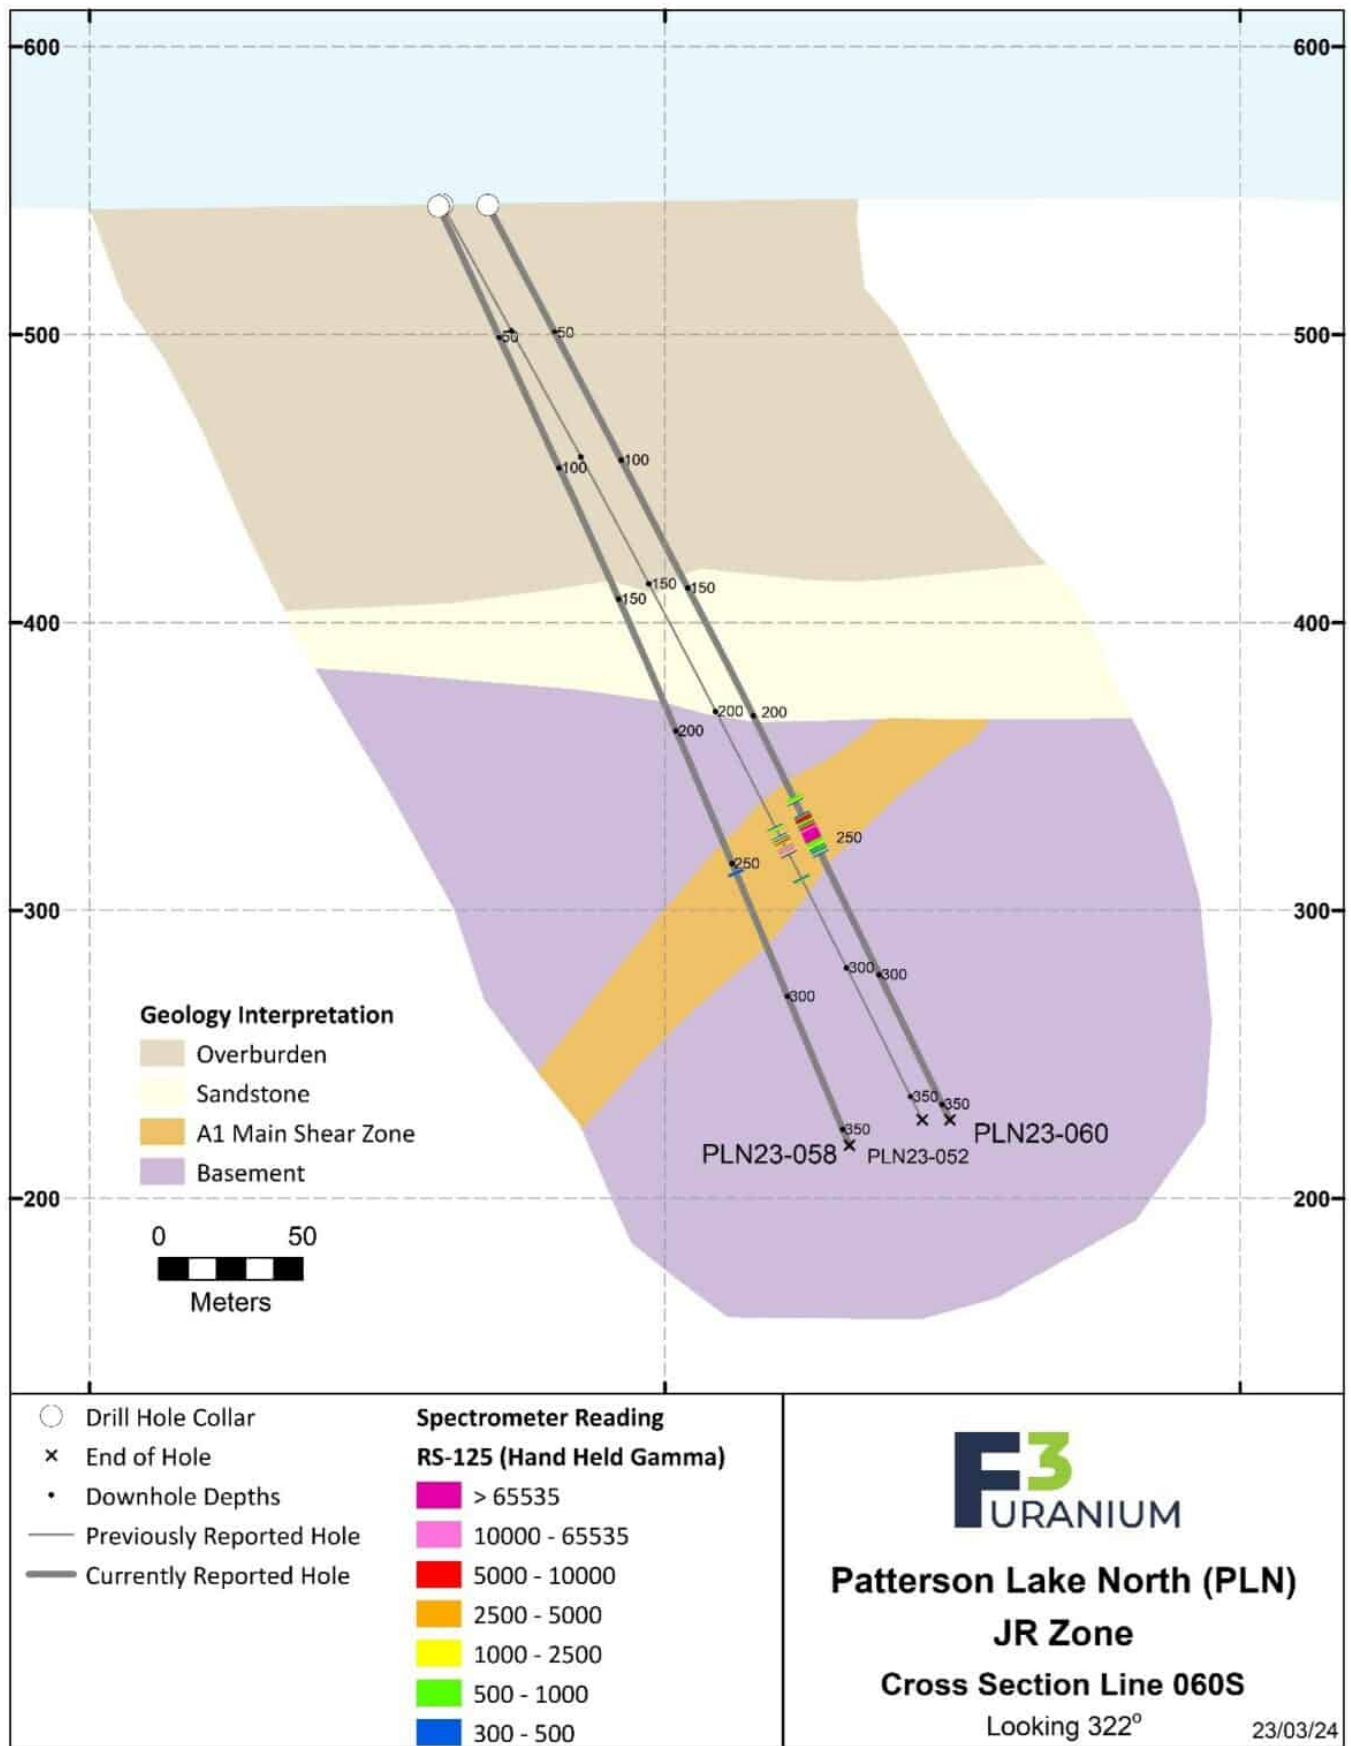 600
600
500
500
400
400
300
300
200
200
50
50
100
100
150
150
150
200
200
200
250
250
300
300
300
350
350
350
PLN23-058
PLN23-052
PLN23-060
Geology Interpretation
Overburden
Sandstone
A1 Main Shear Zone
Basement
0 50
Meters
Drill Hole Collar
End of Hole
Downhole Depths
Previously Reported Hole
Currently Reported Hole
Spectrometer Reading
RS-125 (Hand Held Gamma)
> 65535
10000 - 65535
5000 - 10000
2500 - 5000
1000 - 2500
500 - 1000
300 - 500
F3
URANIUM
Patterson Lake North (PLN)
JR Zone
Cross Section Line 060S
Looking 322º
23/03/24